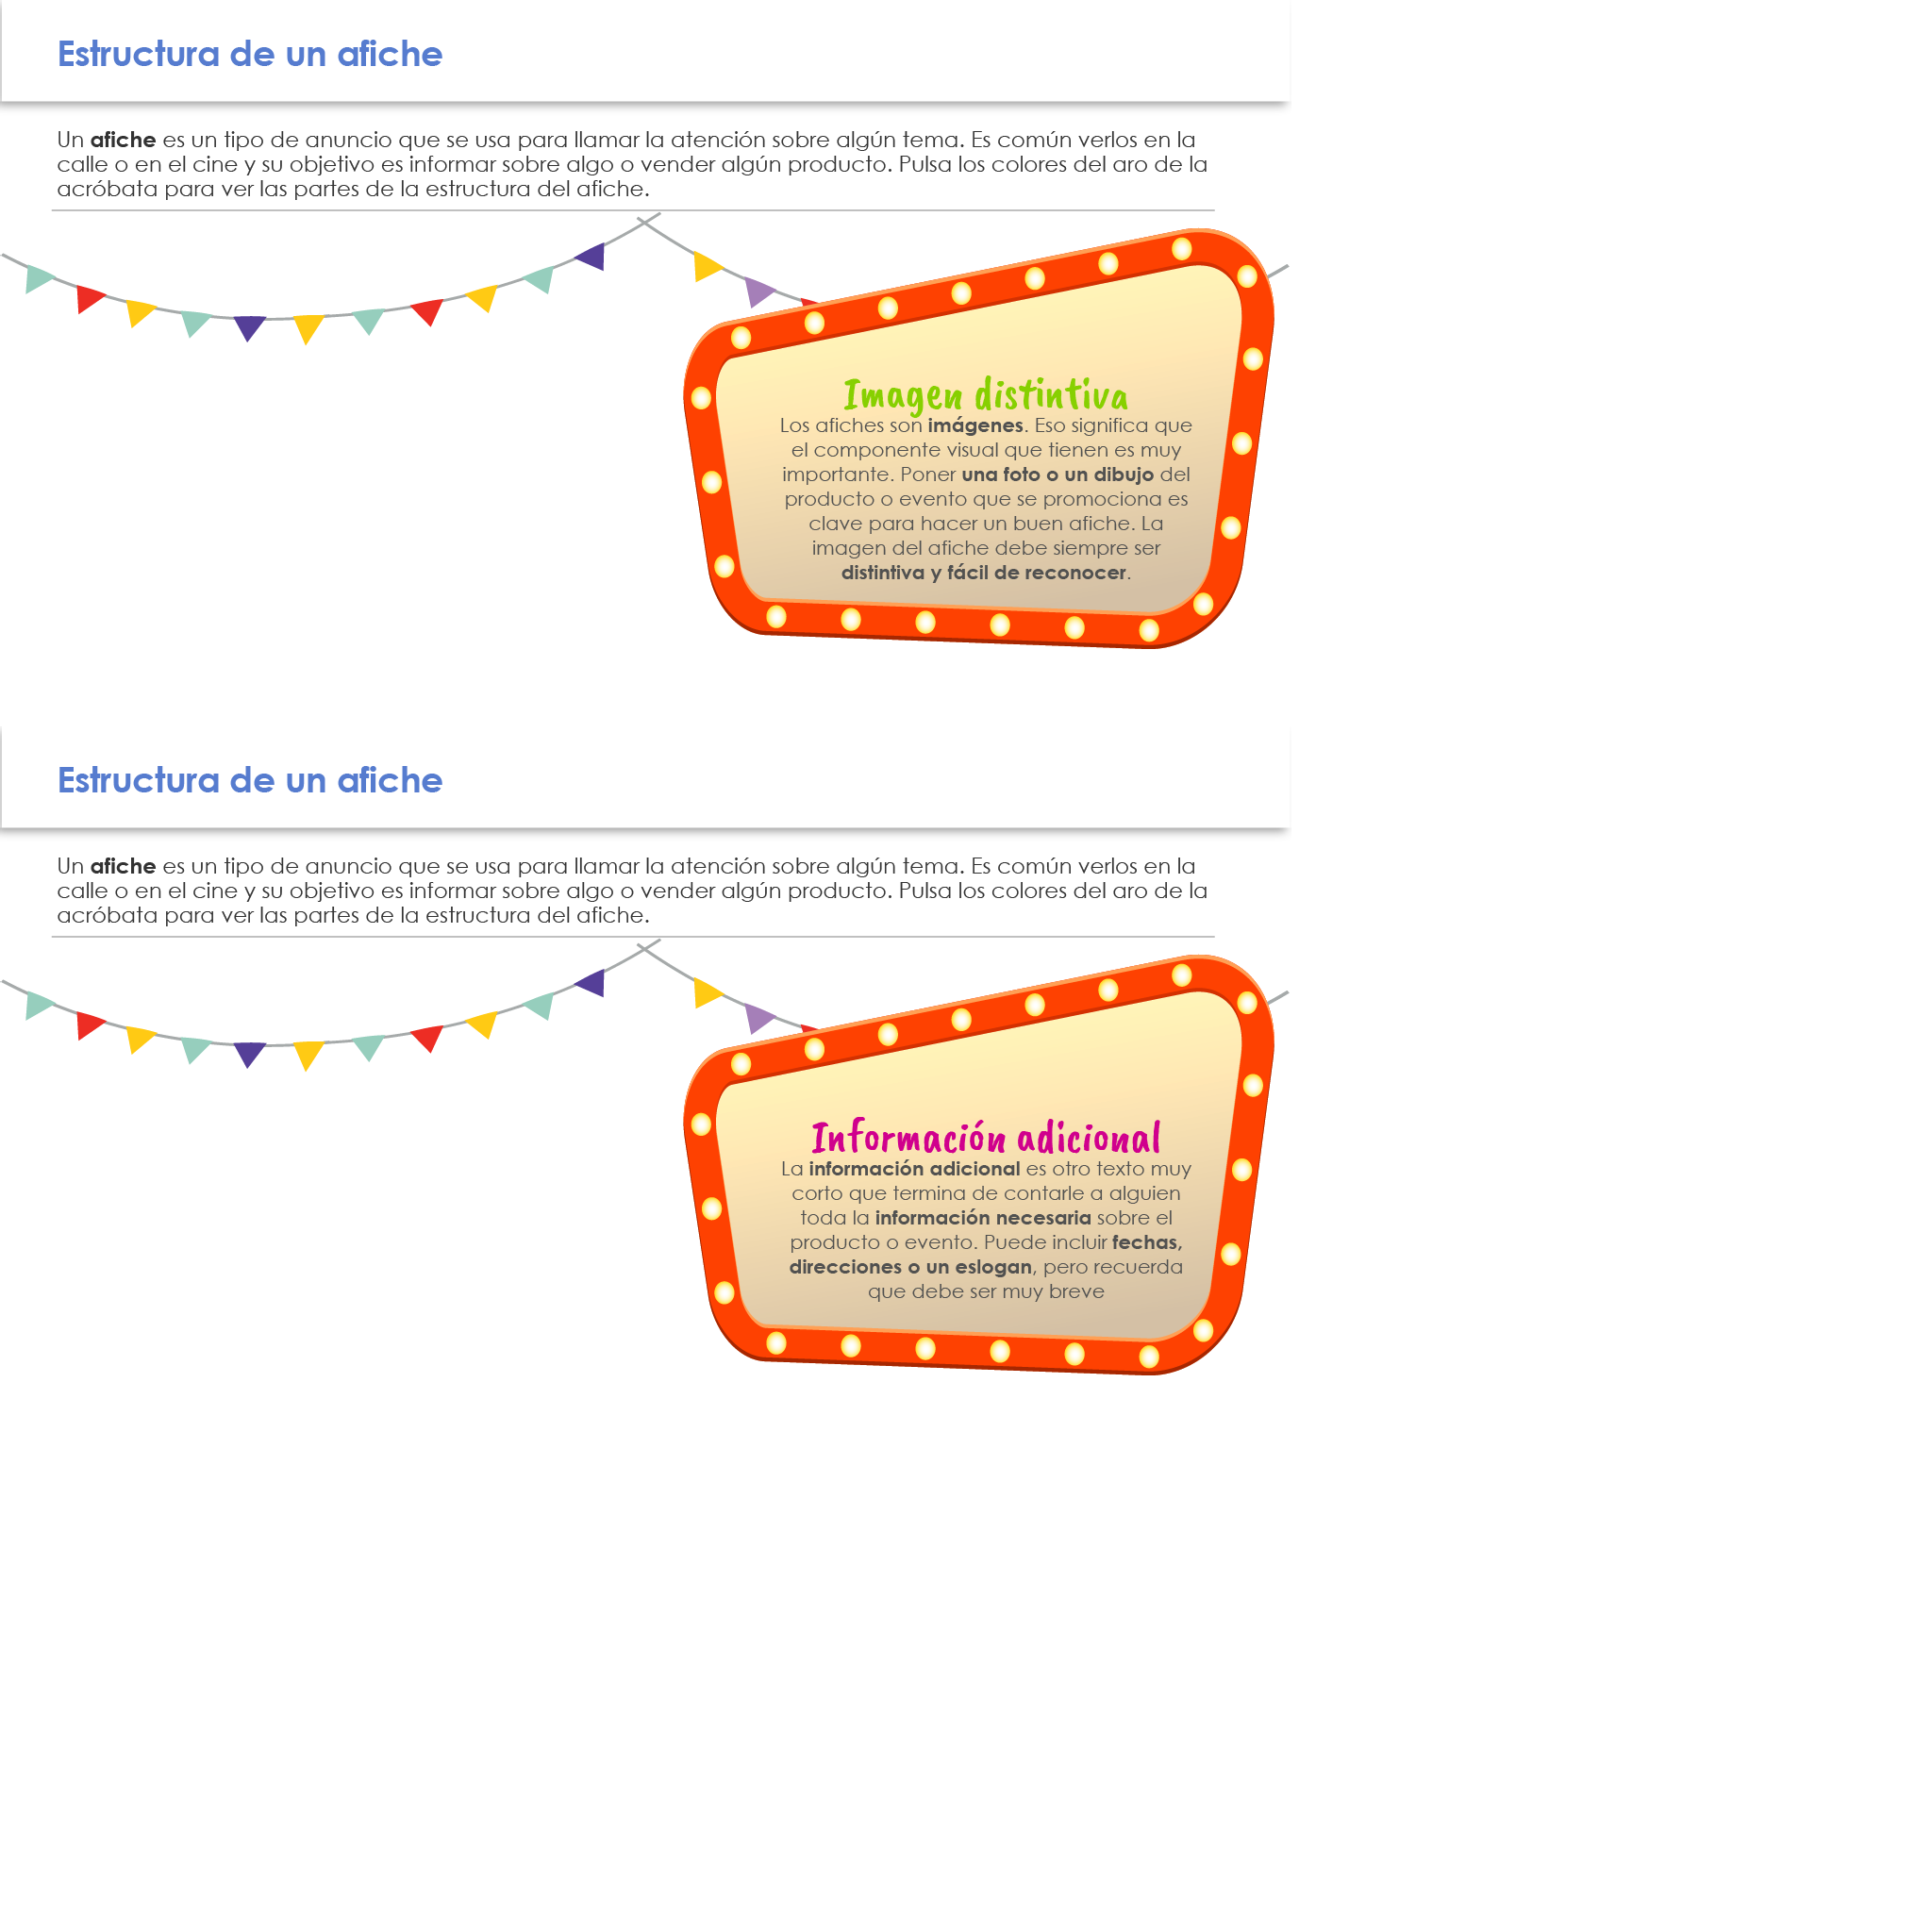 Estructura de un afiche
Un afiche es un tipo de anuncio que se usa para llamar la atención sobre algún tema. Es común verlos en la
calle o en el cine y su objetivo es informar sobre algo o vender algún producto. Pulsa los colores del aro de la
acróbata para ver las partes de la estructura del afiche.
Imagen distintiva
Los afiches son imágenes. Eso significa que
el componente visual que tienen es muy
importante. Poner una foto o un dibujo del
producto o evento que se promociona es
clave para hacer un buen afiche. La
imagen del afiche debe siempre ser
distintiva y fácil de reconocer.
Estructura de un afiche
Un afiche es un tipo de anuncio que se usa para llamar la atención sobre algún tema. Es común verlos en la
calle o en el cine y su objetivo es informar sobre algo o vender algún producto. Pulsa los colores del aro de la
acróbata para ver las partes de la estructura del afiche.
Información adicional
La información adicional es otro texto muy
corto que termina de contarle a alguien
toda la información necesaria sobre el
producto o evento. Puede incluir fechas,
direcciones o un eslogan, pero recuerda
que debe ser muy breve